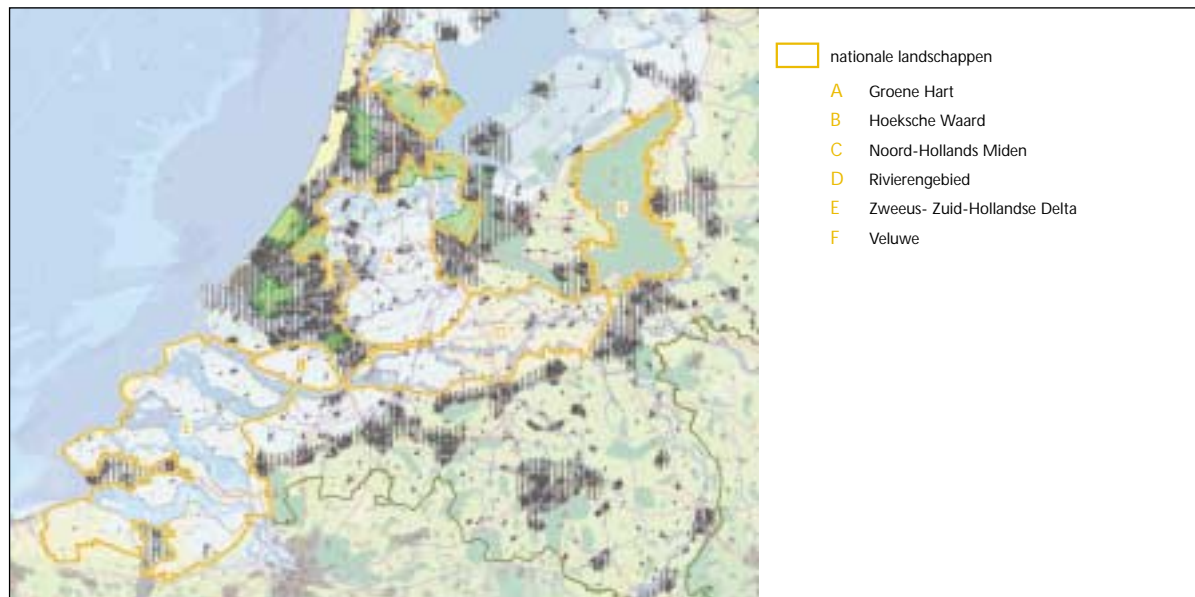 nationale landschappen
A Groene Hart
B Hoeksche Waard
C Noord-Hollands Miden
D Rivierengebied
E Zweeus- Zuid-Hollandse Delta
F Veluwe